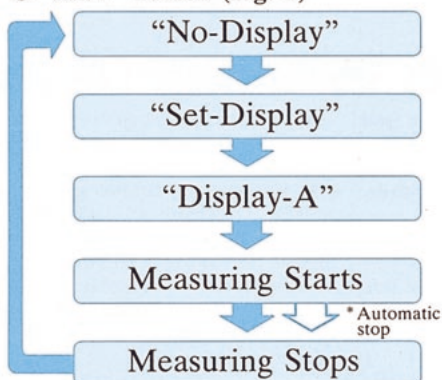 “No-Display”
“Set-Display”
“Display-A”
Measuring Starts
* Automatic
stop
Measuring Stops